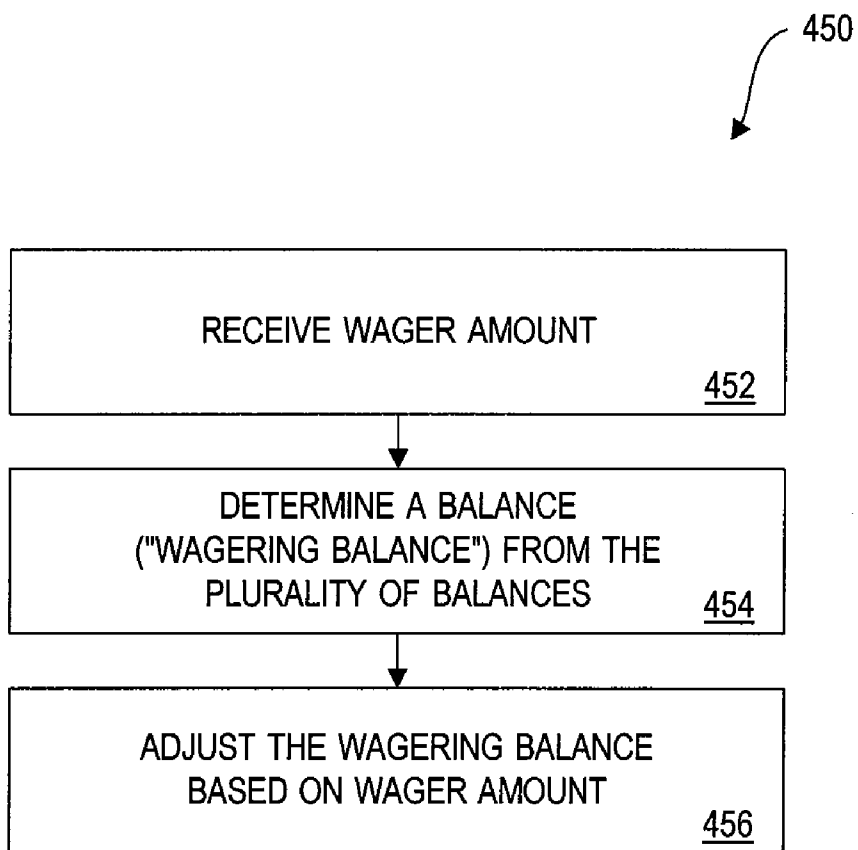 450
RECEIVE WAGER AMOUNT
452
DETERMINE A BALANCE
("WAGERING BALANCE") FROM THE
PLURALITY OF BALANCES
454
ADJUST THE WAGERING BALANCE
BASED ON WAGER AMOUNT
456